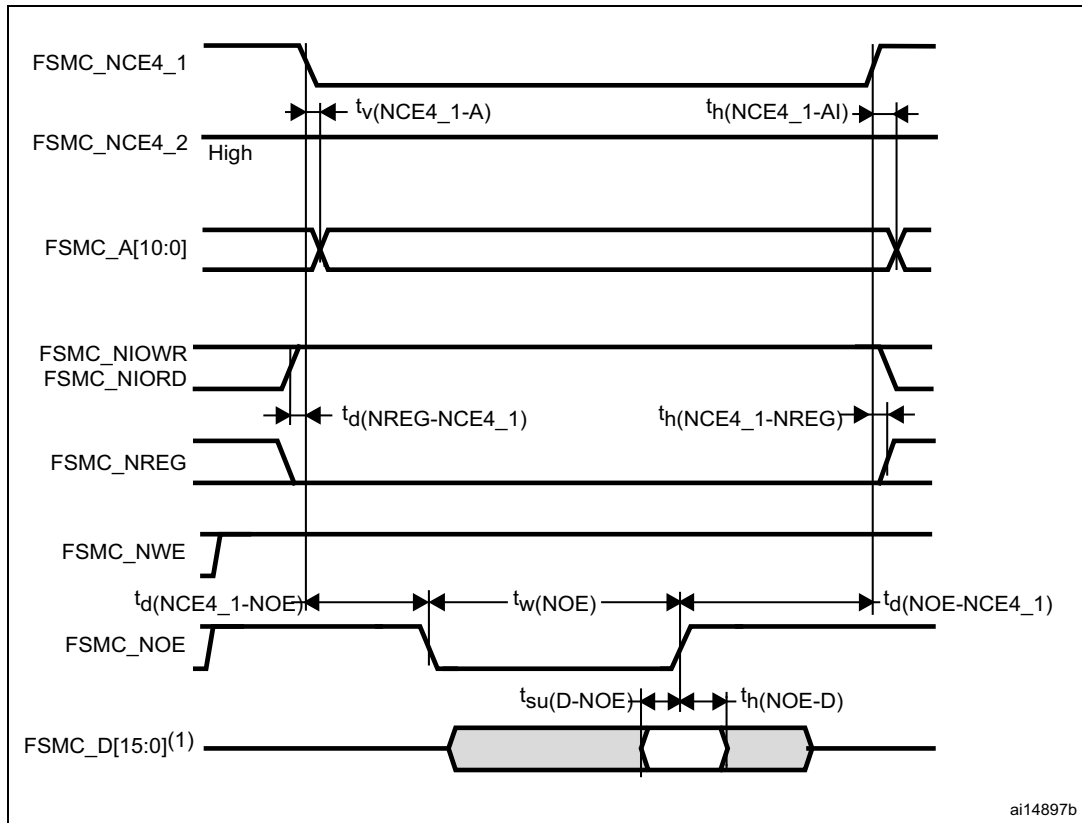 FSMC_NCE4_1
tv(NCE4_1-A)
th(NCE4_1-AI)
FSMC_NCE4_2
High
FSMC_A[10:0]
FSMC_NIOWR
FSMC_NIORD
td(NREG-NCE4_1)
th(NCE4_1-NREG)
FSMC_NREG
FSMC_NWE
td(NCE4_1-NOE)
tw(NOE)
td(NOE-NCE4_1)
FSMC_NOE
tsu(D-NOE)
th(NOE-D)
FSMC_D[15:0](1)
ai14897b